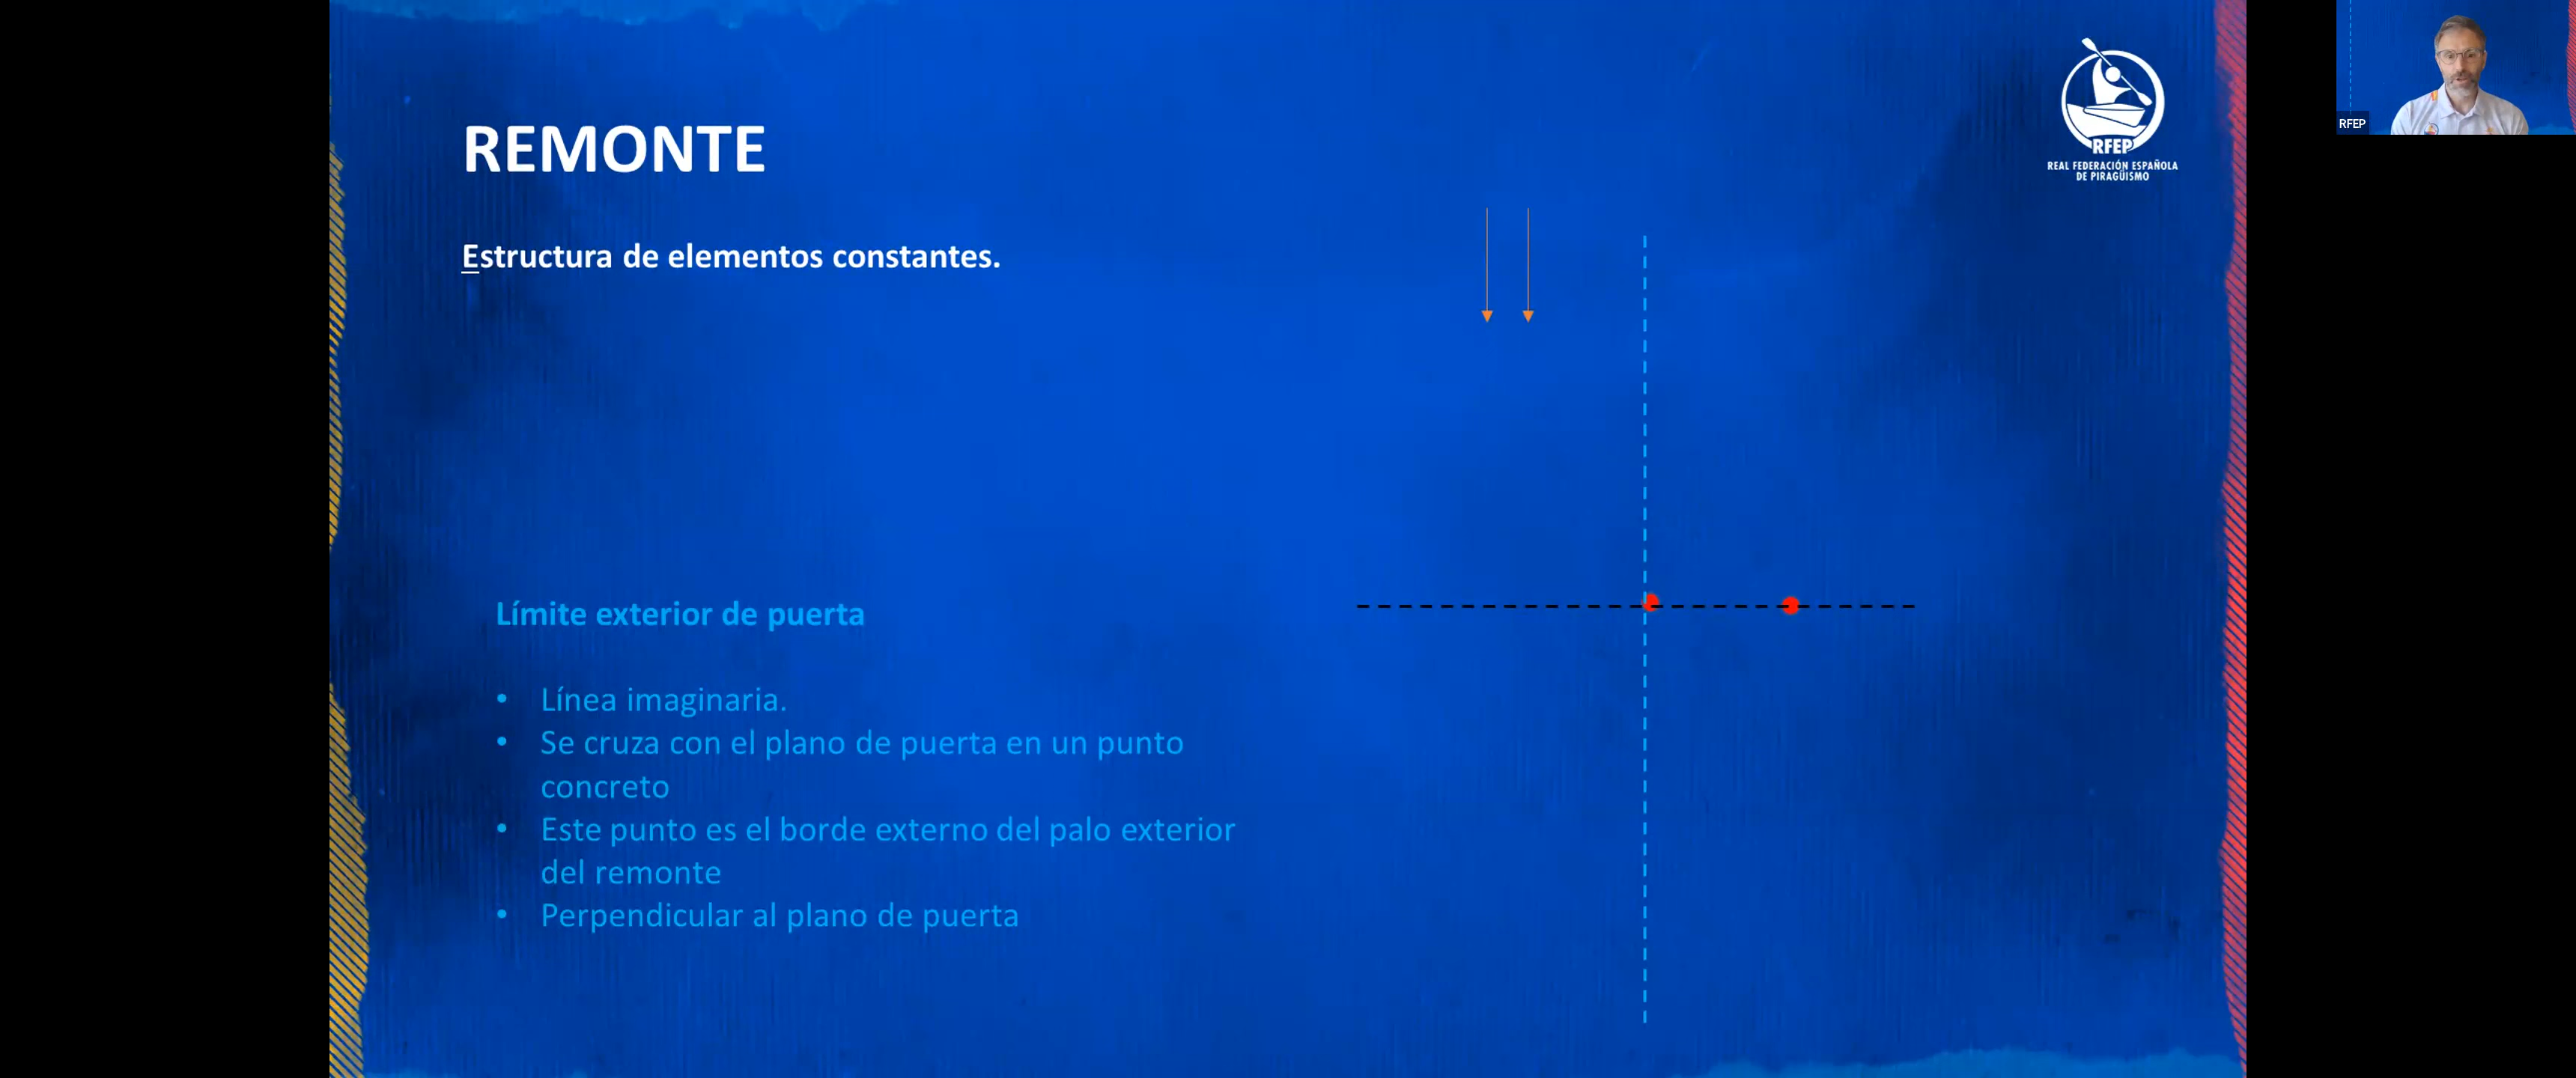 REMONTE
RFEP
REAL FEDERACIÓN ESPAÑOLA
DE PIRAGÜISMO
RFEP
Estructura de elementos constantes.
Límite exterior de puerta
• Línea imaginaria.
• Se cruza con el plano de puerta en un punto
concreto
• Este punto es el borde externo del palo exterior
del remonte
• Perpendicular al plano de puerta